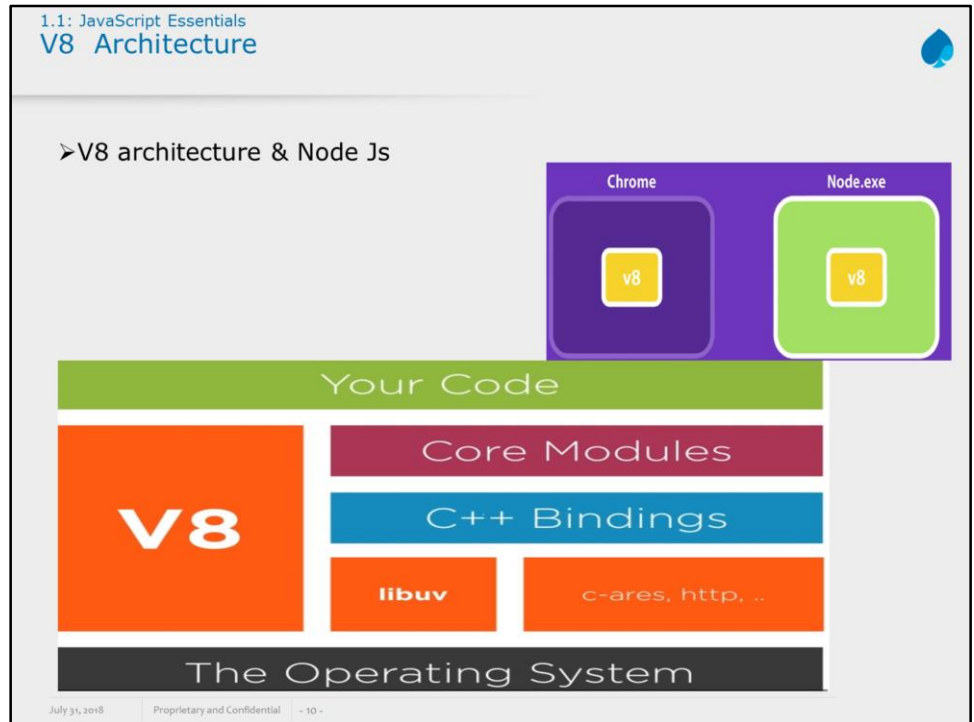 1.1: JavaScript Essentials
V8 Architecture
➢V8 architecture & Node Js
Chrome Node.exe
v8 v8
Your Code
Core Modules
V8
C++ Bindings
libuv c-ares, http, ..
The Operating System
July 31, 2018 Proprietary and Confidential - 10 -